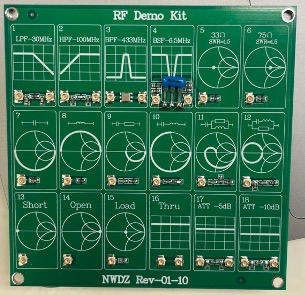 RF Demo Kit
1 2 3 4 5 6
LPF-30MHz HPF-100MHz BPF-433MHz BSF-6.5MHz 33Ω 75Ω
SWR=1.5 SWR=1.5
7 8 9 10 11 12
13 14 15 16 17 18
Short Open Load Thru ATT -5dB ATT -10dB
NWDZ Rev-01-10